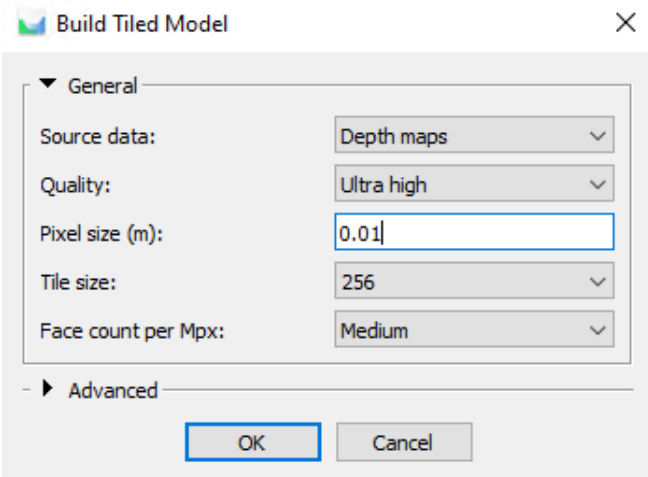 Build Tiled Model
General
Source data: Depth maps
Quality: Ultra high
Pixel size (m): 0.01
Tile size: 256
Face count per Mpx: Medium
Advanced
OK Cancel